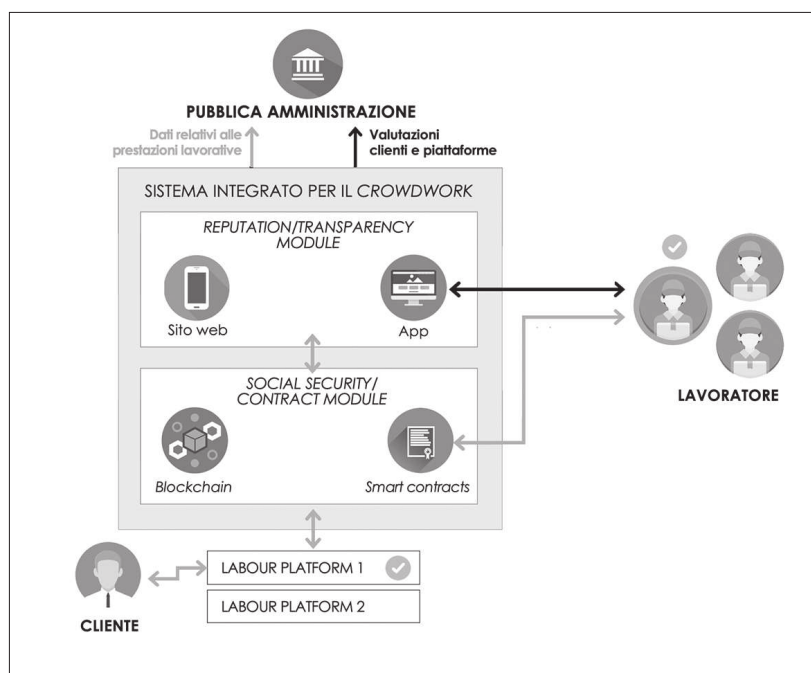 PUBBLICA AMMINISTRAZIONE
Dati relativi alle
prestazioni lavorative
Valutazioni
clienti e piattaforme
SISTEMA INTEGRATO PER IL CROWDWORK
REPUTATION/TRANSPARENCY
MODULE
Sito web
App
SOCIAL SECURITY/
CONTRACT MODULE
Blockchain
Smart contracts
LAVORATORE
LABOUR PLATFORM 1
LABOUR PLATFORM 2
CLIENTE